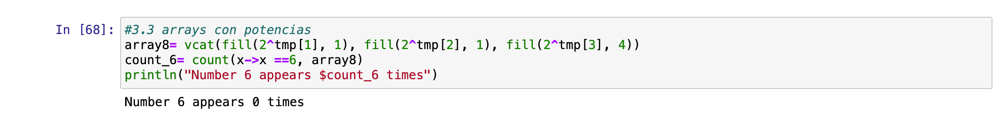 In [68]: #3.3 arrays con potencias
array8= vcat(fill(2^tmp[1], 1), fill(2^tmp[2], 1), fill(2^tmp[3], 4))
count_6= count(x->x ==6, array8)
println("Number 6 appears $count_6 times")
Number 6 appears 0 times